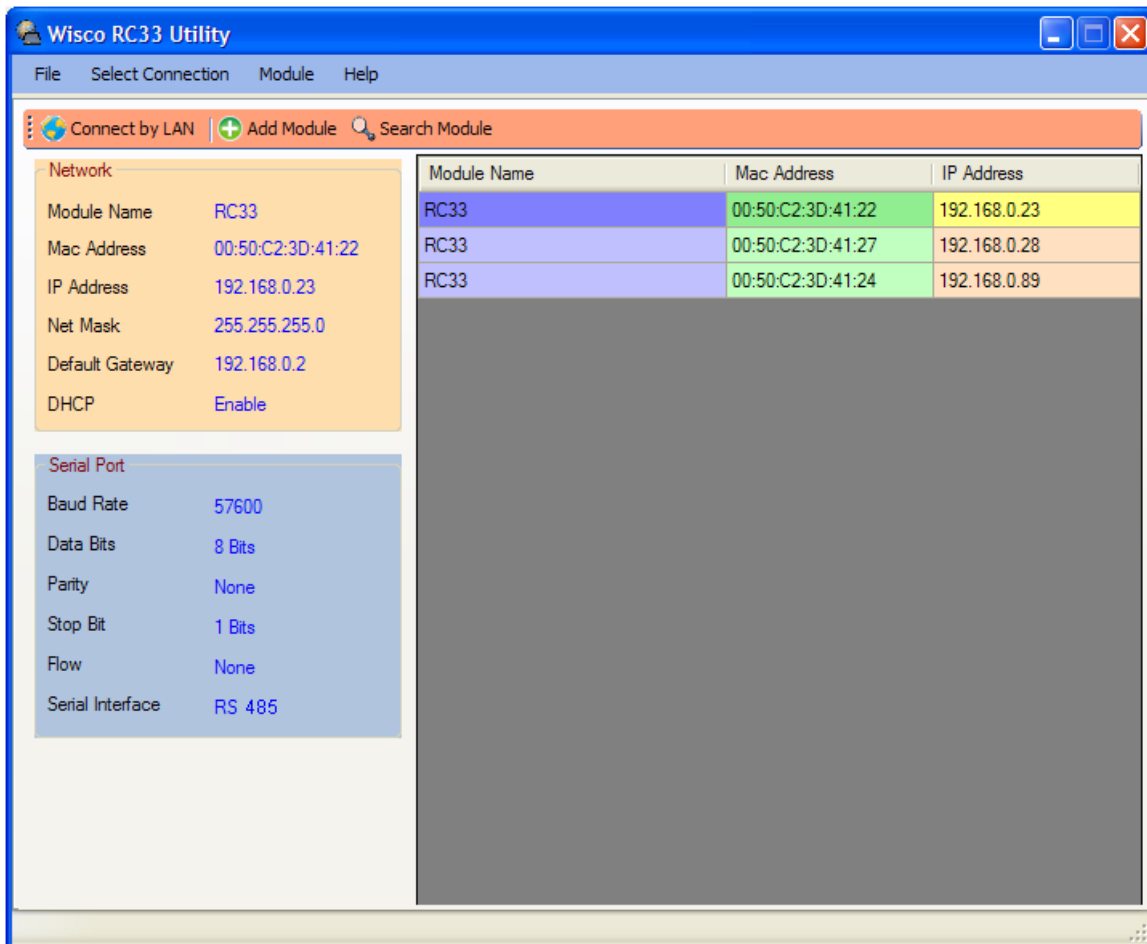 Wisco RC33 Utility
File Select Connection Module Help
Connect by LAN Add Module Search Module
Network
Module Name RC33
Mac Address 00:50:C2:3D:41:22
IP Address 192.168.0.23
Net Mask 255.255.255.0
Default Gateway 192.168.0.2
DHCP Enable
Serial Port
Baud Rate 57600
Data Bits 8 Bits
Parity None
Stop Bit 1 Bits
Flow None
Serial Interface RS 485
Module Name Mac Address IP Address
RC33 00:50:C2:3D:41:22 192.168.0.23
RC33 00:50:C2:3D:41:27 192.168.0.28
RC33 00:50:C2:3D:41:24 192.168.0.89